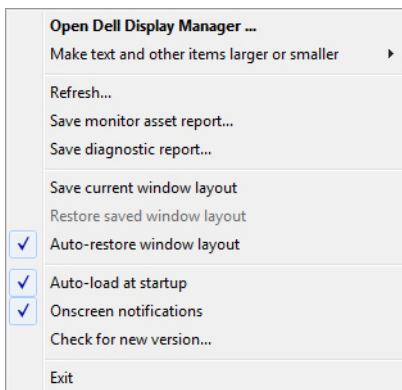 Open Dell Display Manager ...
Make text and other items larger or smaller
Refresh...
Save monitor asset report...
Save diagnostic report...
Save current window layout
Restore saved window layout
Auto-restore window layout
Auto-load at startup
Onscreen notifications
Check for new version...
Exit